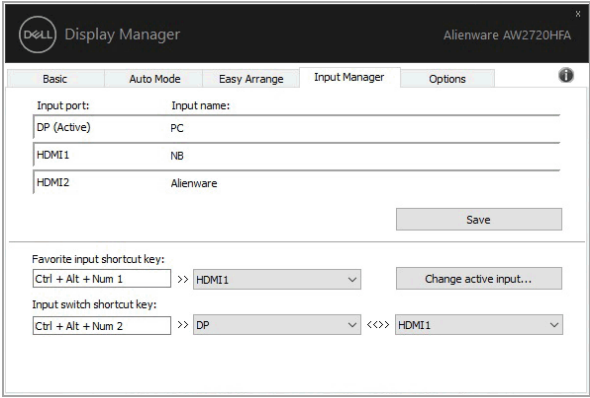 DELL Display Manager Alienware AW2720HFA x
Basic Auto Mode Easy Arrange Input Manager Options i
Input port: Input name:
DP (Active) PC
HDMI1 NB
HDMI2 Alienware
Save
Favorite input shortcut key:
Ctrl + Alt + Num 1 >> HDMI1 Change active input...
Input switch shortcut key:
Ctrl + Alt + Num 2 >> DP <<>> HDMI1